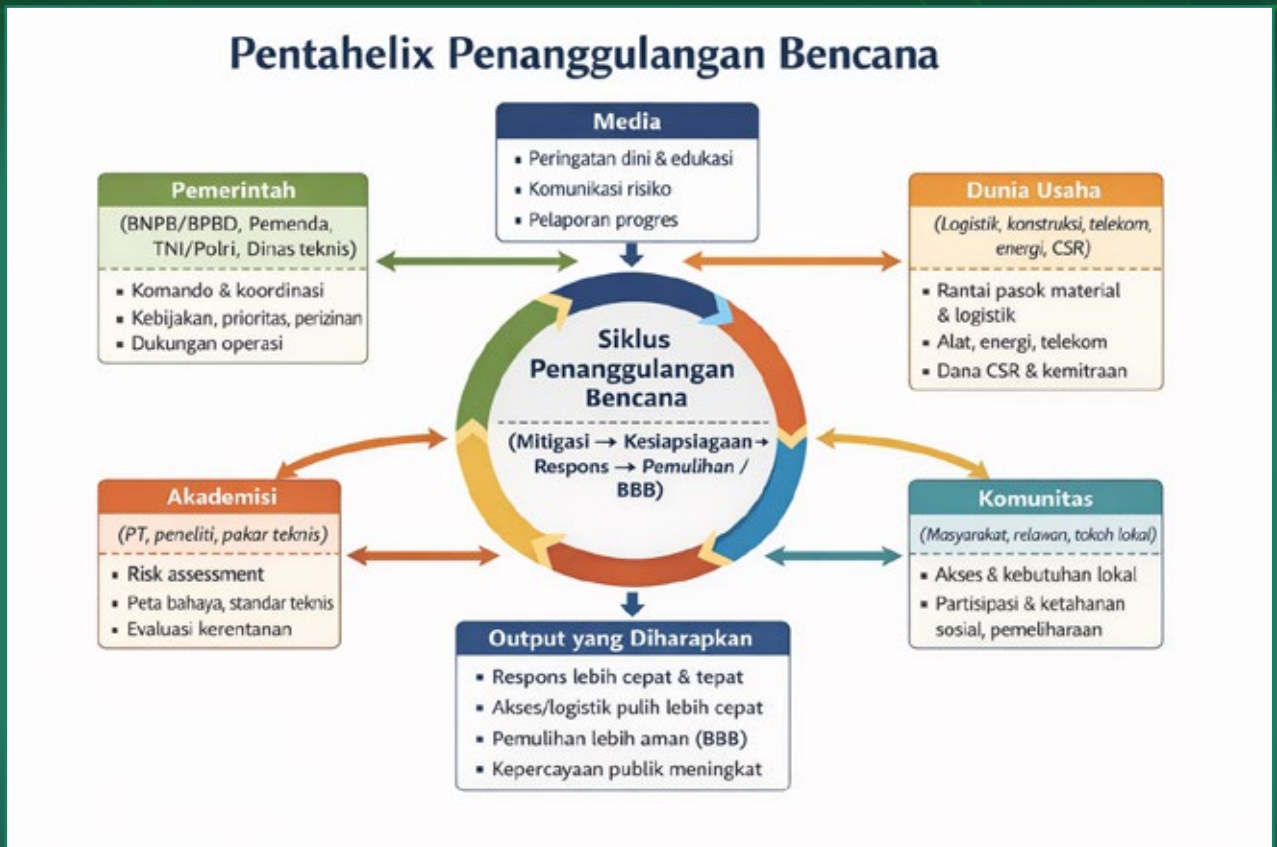 Pentahelix Penanggulangan Bencana
Media
▪ Peringatan dini & edukasi
▪ Komunikasi risiko
▪ Pelaporan progres
Pemerintah
(BNPB/BPBD, Pemenda,
TNI/Polri, Dinas teknis)
▪ Komando & koordinasi
▪ Kebijakan, prioritas, perizinan
▪ Dukungan operasi
Dunia Usaha
(Logistik, konstruksi, telekom,
energi, CSR)
▪ Rantai pasok material
& logistik
▪ Alat, energi, telekom
▪ Dana CSR & kemitraan
Siklus
Penanggulangan
Bencana
(Mitigasi → Kesiapsiagaan→
Respons → Pemulihan /
BBB)
Akademisi
(PT, peneliti, pakar teknis)
▪ Risk assessment
▪ Peta bahaya, standar teknis
▪ Evaluasi kerentanan
Komunitas
(Masyarakat, relawan, tokoh lokal)
▪ Akses & kebutuhan lokal
▪ Partisipasi & ketahanan
sosial, pemeliharaan
Output yang Diharapkan
▪ Respons lebih cepat & tepat
▪ Akses/logistik pulih lebih cepat
▪ Pemulihan lebih aman (BBB)
▪ Kepercayaan publik meningkat